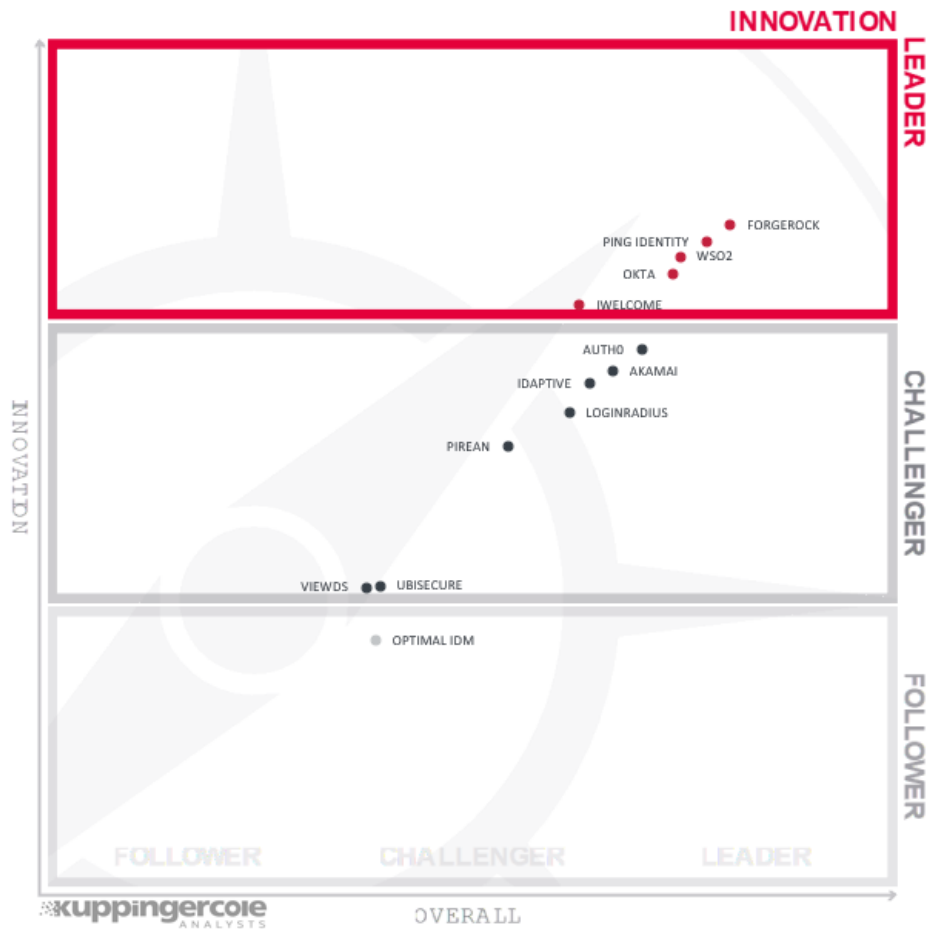 INNOVATION
LEADER
FORGEROCK
PING IDENTITY
WSO2
OKTA
IWELCOME
AUTH0
AKAMAI
IDAPTIVE
LOGINRADIUS
PIREAN
CHALLENGER
INNOVATION
VIEWDS
UBISECURE
OPTIMAL IDM
FOLLOWER
FOLLOWER
CHALLENGER
LEADER
kuppingercole
ANALYSTS
OVERALL